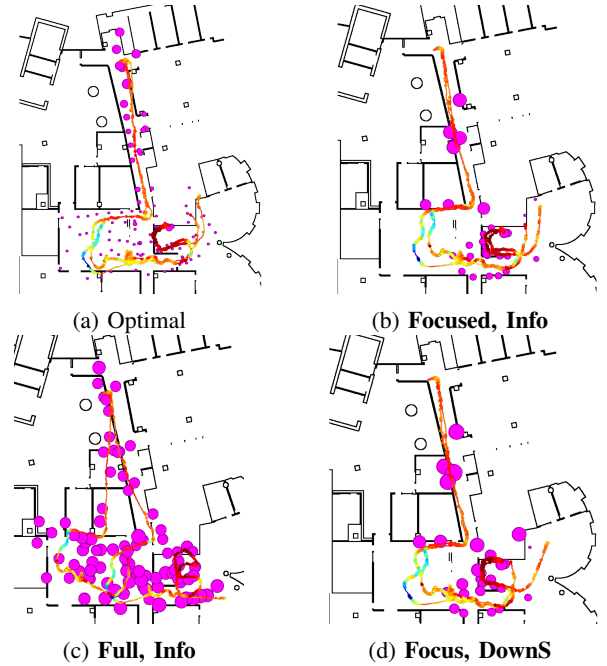 (a) Optimal
(b) Focused, Info
(c) Full, Info
(d) Focus, DownS